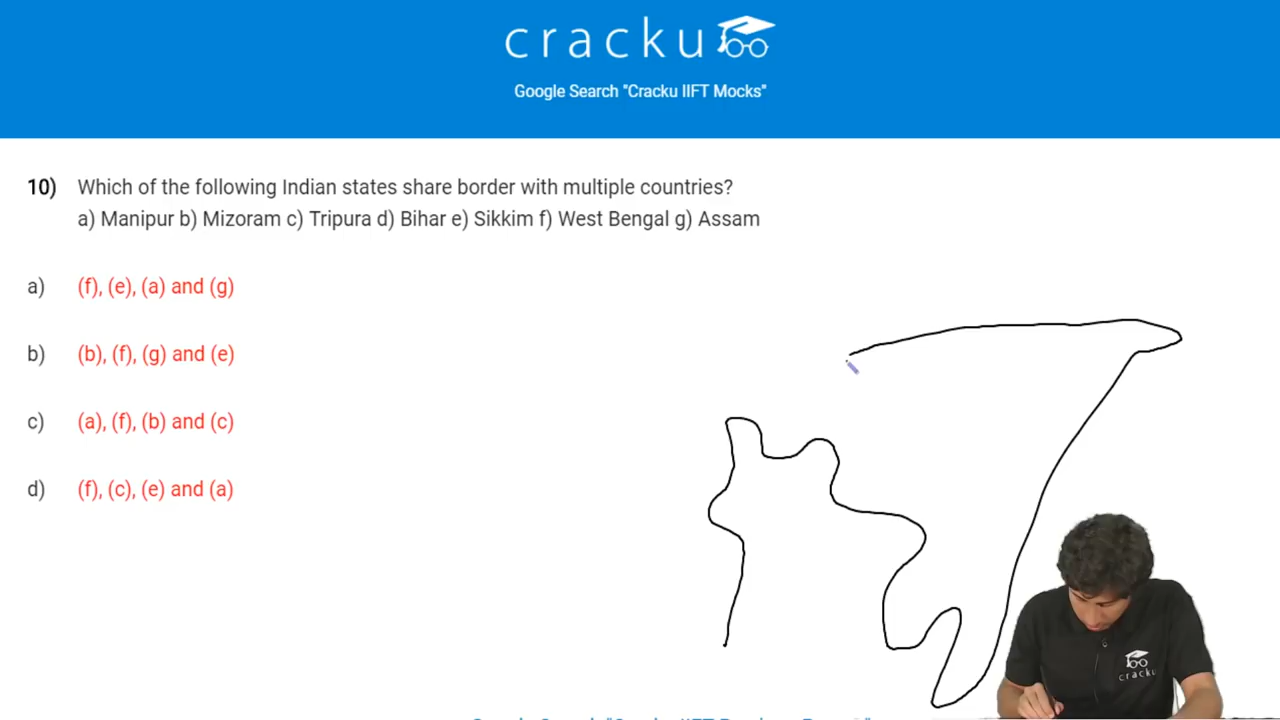 cracku
Google Search "Cracku IIFT Mocks"
10) Which of the following Indian states share border with multiple countries?
a) Manipur b) Mizoram c) Tripura d) Bihar e) Sikkim f) West Bengal g) Assam
a) (f), (e), (a) and (g)
b) (b), (f), (g) and (e)
c) (a), (f), (b) and (c)
d) (f), (c), (e) and (a)
cracku